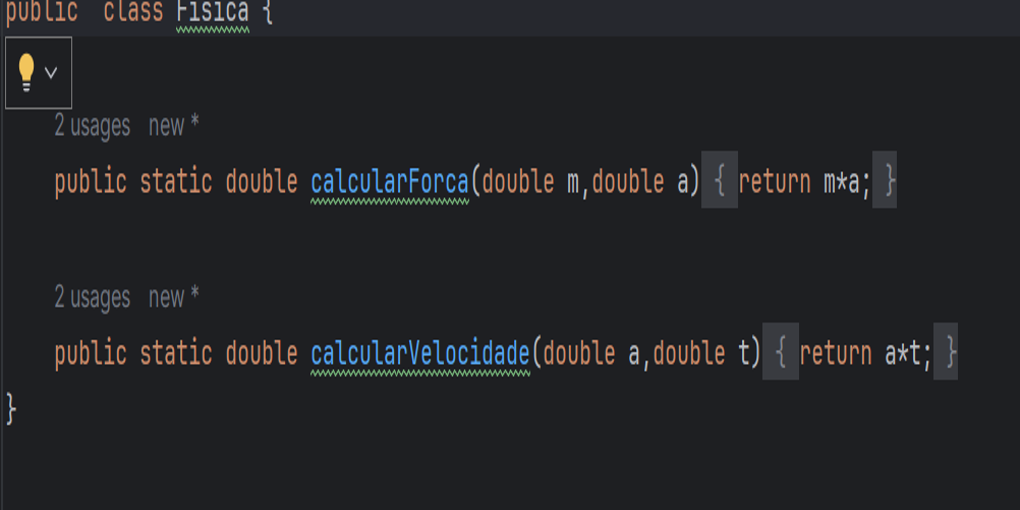 public  class Fisica {
2 usages   new *
public static double calcularForca(double m,double a) { return m*a; }
2 usages   new *
public static double calcularVelocidade(double a,double t) { return a*t; }
}